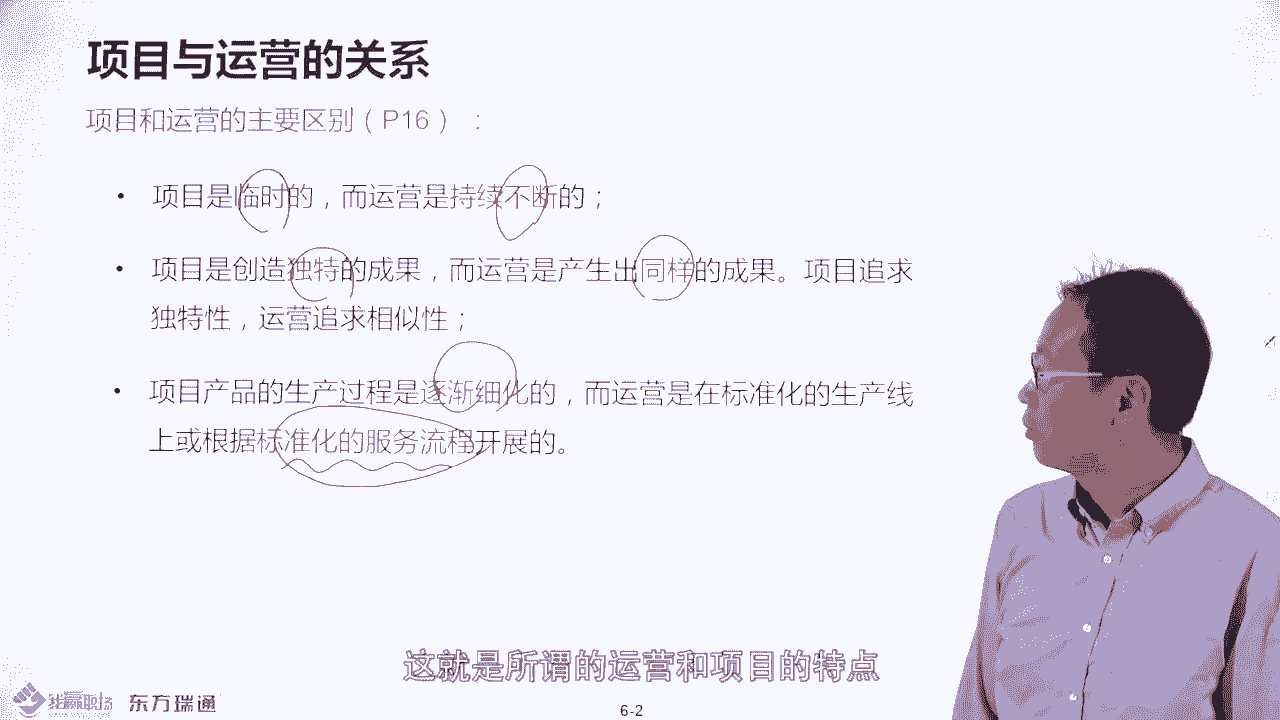 项目与运营的关系
项目和运营的主要区别（P16）：
• 项目是临时的，而运营是持续不断的；
• 项目是创造独特的成果，而运营是产生出同样的成果。项目追求
独特性，运营追求相似性；
• 项目产品的生产过程是逐渐细化的，而运营是在标准化的生产线
上或根据标准化的服务流程开展的。
这就是所谓的运营和项目的特点
我赢职场 东方瑞通
6-2